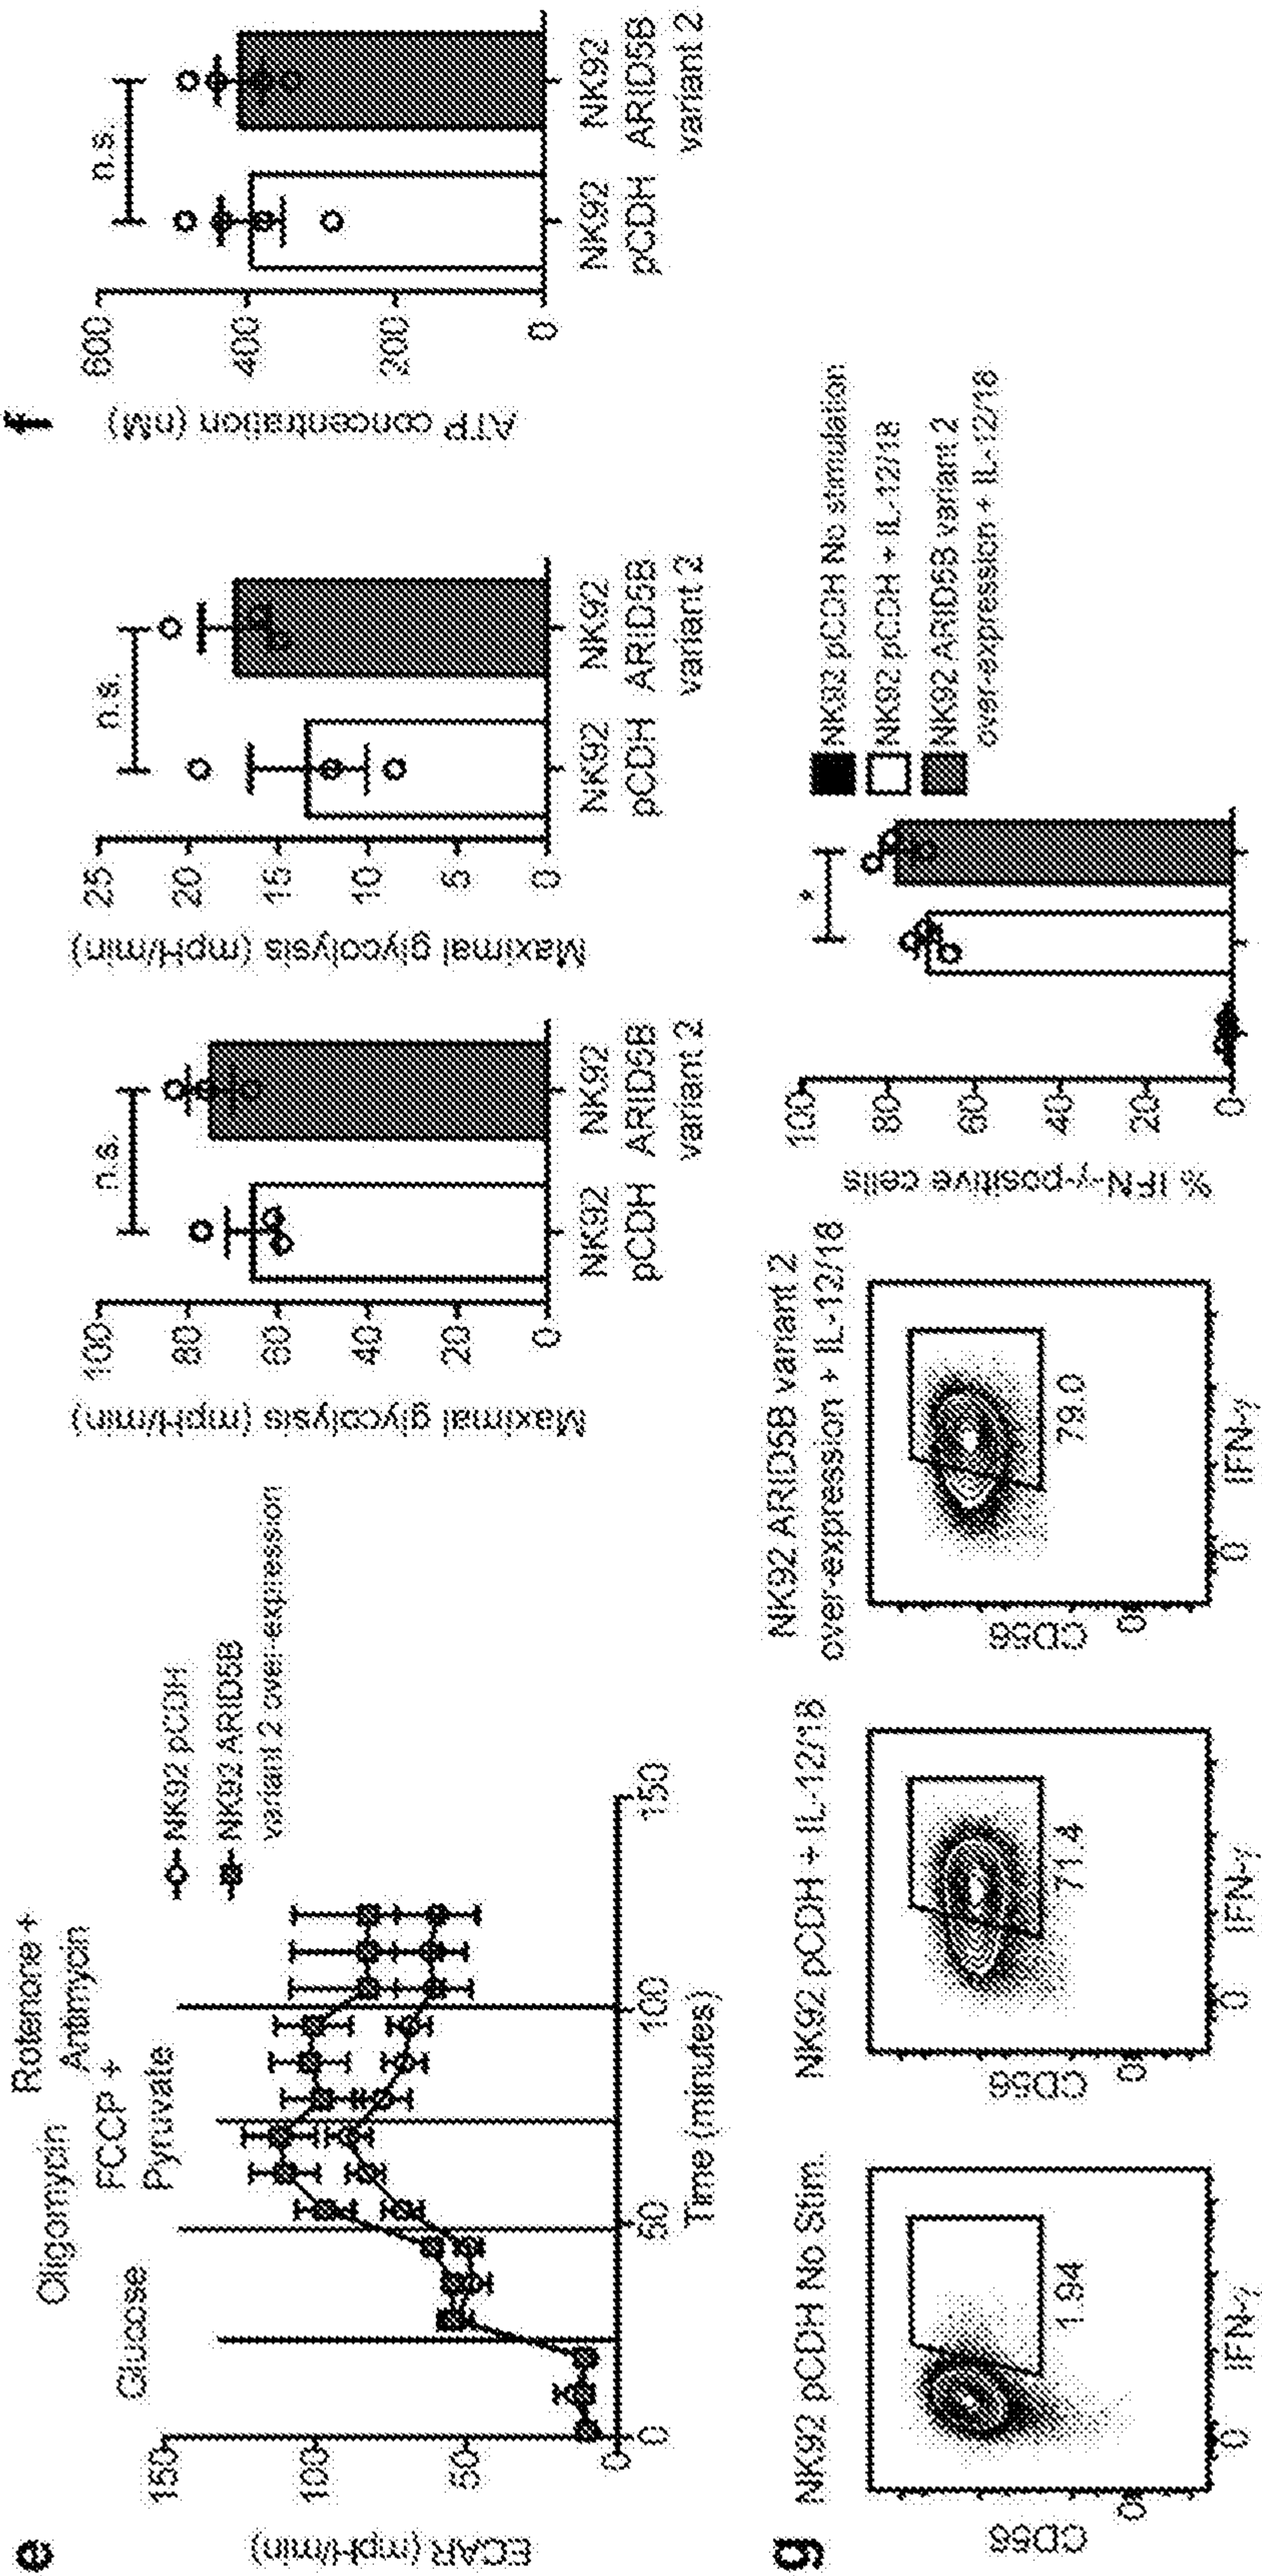 e
ECAR (mpH/min)
150
100
50
0
Glucose
Oligomycin
FCCP +
Pyruvate
Rotenone +
Antimycin
0
50
100
150
Time (minutes)
NK92 pCDH
NK92 ARID5B
variant 2 over-expression
Maximal glycolysis (mpH/min)
100
80
60
40
20
0
n.s.
NK92
pCDH
NK92
ARID5B
variant 2
Maximal glycolysis (mpH/min)
25
20
15
10
5
0
n.s.
NK92
pCDH
NK92
ARID5B
variant 2
f
ATP concentration (nM)
600
400
200
0
n.s.
NK92
pCDH
NK92
ARID5B
variant 2
g
NK92 pCDH No Stim.
CD56
0
1.94
0
IFN-γ
NK92 pCDH + IL-12/18
CD56
0
71.4
0
IFN-γ
NK92 ARID5B variant 2
over-expression + IL-12/18
CD56
0
79.0
0
IFN-γ
% IFN-γ-positive cells
100
80
60
40
20
0
*
NK92 pCDH No stimulation
NK92 pCDH + IL-12/18
NK92 ARID5B variant 2
over-expression + IL-12/18